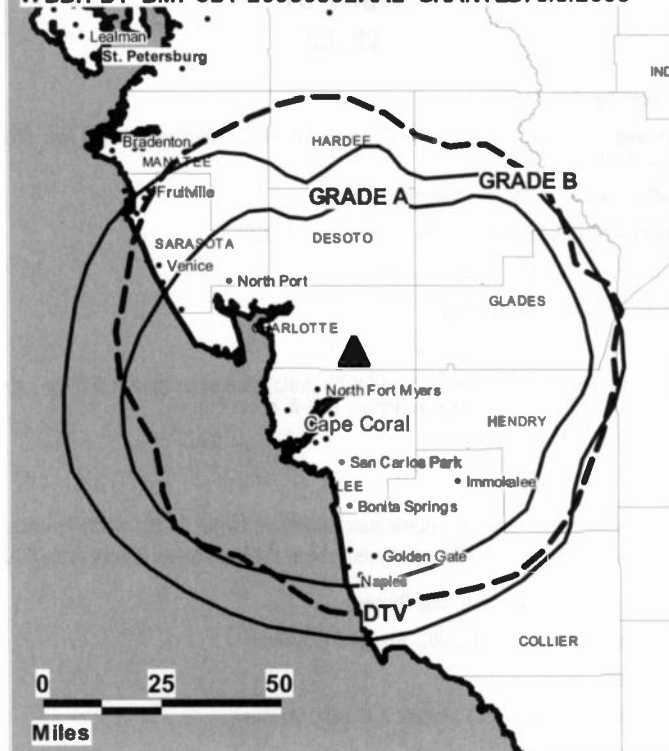 Lealman
St. Petersburg
IND
HARDEE
Bradenton
MANATEE
GRADE B
Fruitville
GRADE A
DESOTO
SARASOTA
Venice
North Port
GLADES
CHARLOTTE
North Fort Myers
Cape Coral
HENDRY
San Carlos Park
LEE
Immokalee
Bonita Springs
Golden Gate
Naples
DTV
COLLIER
0 25 50
Miles